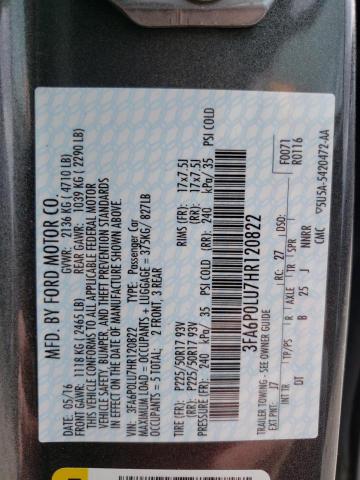 MFD. BY FORD MOTOR CO.
DATE: 05/16 GVWR: 2136 KG ( 4710 LB)
FRONT GAWR: 1118 KG ( 2465 LB) REAR GAWR: 1039 KG ( 2290 LB)
THIS VEHICLE CONFORMS TO ALL APPLICABLE FEDERAL MOTOR
VEHICLE SAFETY, BUMPER, AND THEFT PREVENTION STANDARDS
IN EFFECT ON THE DATE OF MANUFACTURE SHOWN ABOVE.
VIN: 3FA6P0LU7HR120822 TYPE: Passenger Car
MAXIMUM LOAD = OCCUPANTS + LUGGAGE = 375KG/ 827LB
OCCUPANTS = 5 TOTAL: 2 FRONT, 3 REAR
TIRE (FR): P225/50R17 93V RIM (FR): 17x7.5J
TIRE (RR): P225/50R17 93V (RR): 17x7.5J
PRESSURE (FR): 240 kPa/ 35 PSI COLD
(RR): 240 kPa/ 35 PSI COLD
3FA6P0LU7HR120822
F0071
R0116
TRAILER TOWING - SEE OWNER GUIDE
EXT PNT: J7 RC: 27 DSO:
INT TR TP/PS R AXLE TR SPR
DT B 25 J NNRR
CMC 5U5A-5420472-AA